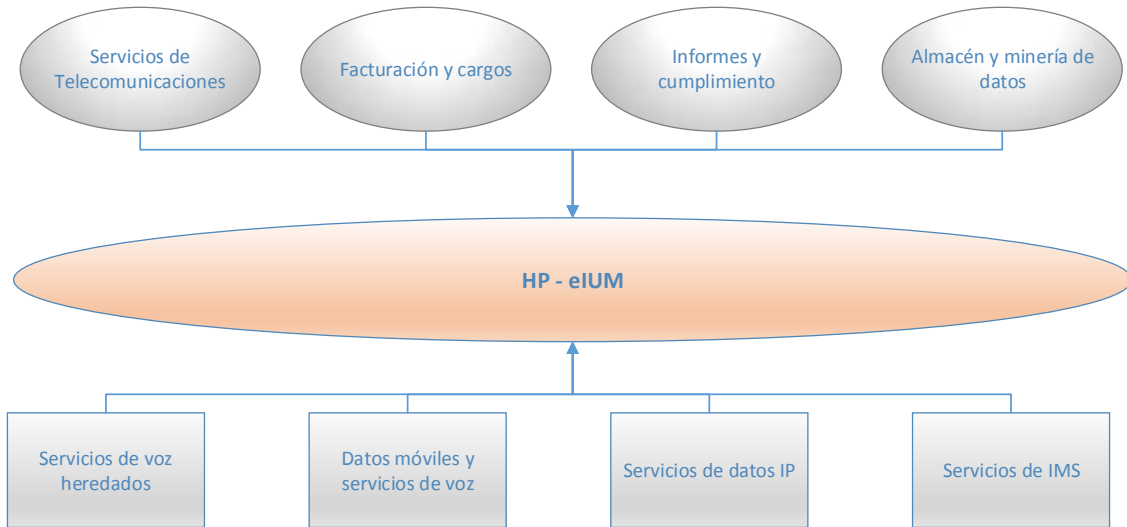 Servicios de
Telecomunicaciones
Facturación y cargos
Informes y
cumplimiento
Almacén y minería de
datos
HP - eIUM
Servicios de voz
heredados
Datos móviles y
servicios de voz
Servicios de datos IP
Servicios de IMS